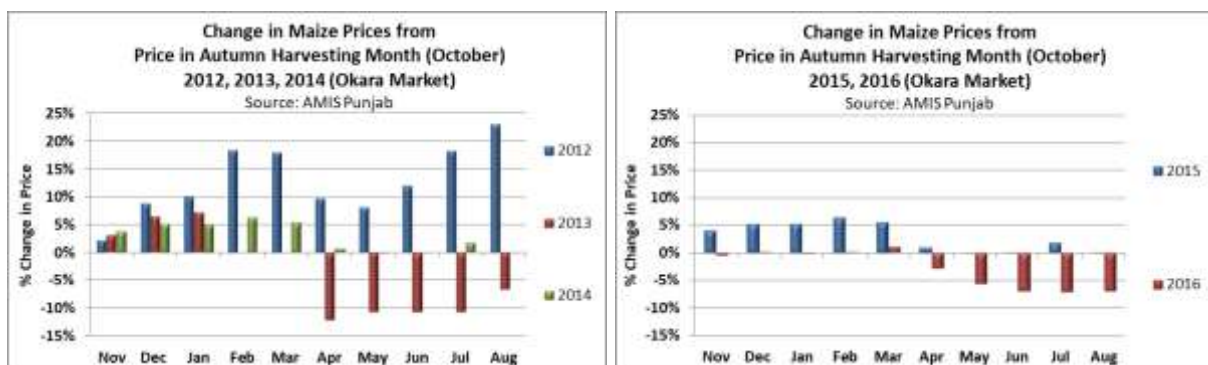 Change in Maize Prices from
Price in Autumn Harvesting Month (October)
2012, 2013, 2014 (Okara Market)
Source: AMIS Punjab
% Change in Price
25%
20%
15%
10%
5%
0%
-5%
-10%
-15%
Nov Dec Jan Feb Mar Apr May Jun Jul Aug
2012
2013
2014
Change in Maize Prices from
Price in Autumn Harvesting Month (October)
2015, 2016 (Okara Market)
Source: AMIS Punjab
% Change in Price
25%
20%
15%
10%
5%
0%
-5%
-10%
-15%
Nov Dec Jan Feb Mar Apr May Jun Jul Aug
2015
2016